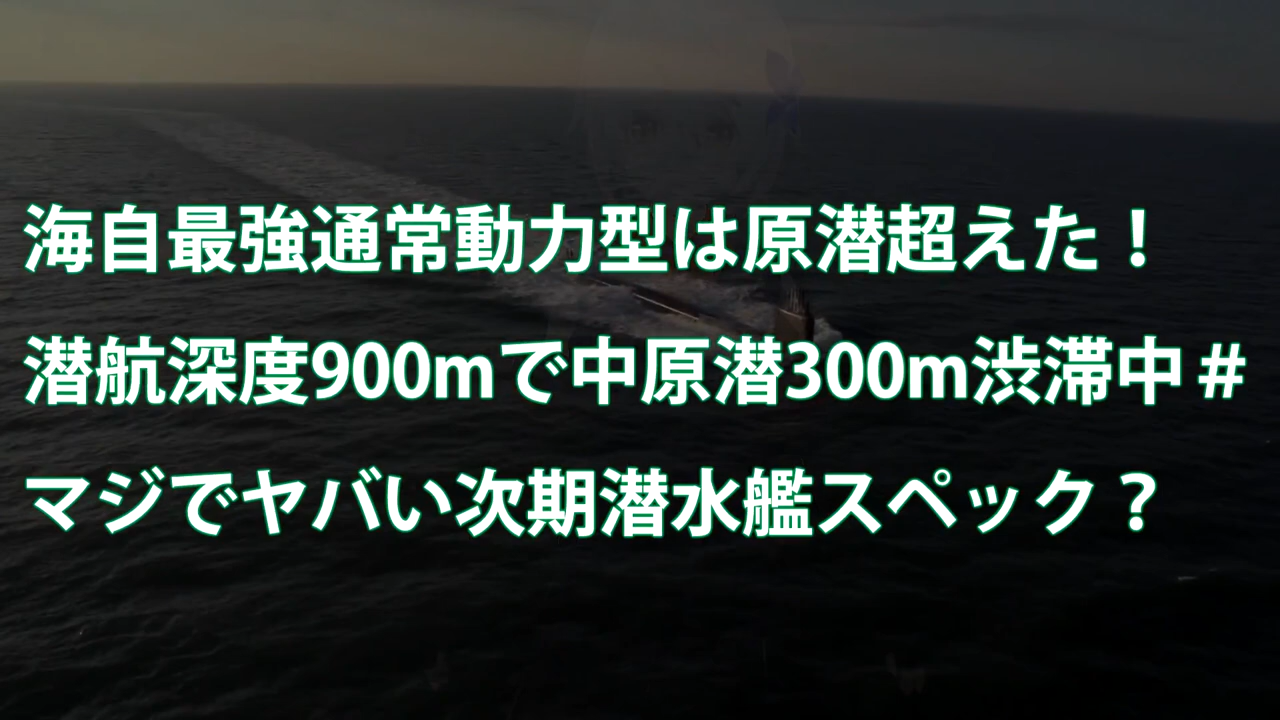 海自最強通常動力型は原潜超えた！
潜航深度900mで中原潜300m渋滞中＃
マジでヤバい次期潜水艦スペック？